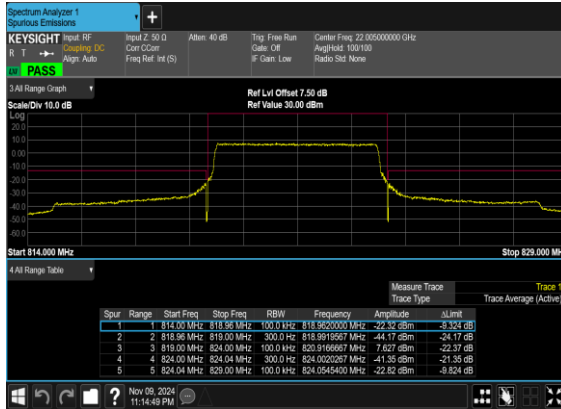 Spectrum Analyzer 1
Spurious Emissions
KEYSIGHT Input: RF Input Z: 50 Ω Atten: 40 dB Trig: Free Run Center Freq: 22.005000000 GHz
R T Coupling: DC Corr CCorr Gate: Off Avg|Hold: 100/100
Align: Auto Freq Ref: Int (S) IF Gain: Low Radio Std: None
PASS
3 All Range Graph
Ref Lvl Offset 7.50 dB
Scale/Div 10.0 dB Ref Value 30.00 dBm
Log
20.0
10.0
0.00
-10.0
-20.0
-30.0
-40.0
-50.0
-60.0
Start 814.000 MHz Stop 829.000 MHz
4 All Range Table
Measure Trace Trace 1
Trace Type Trace Average (Active)
Spur Range Start Freq Stop Freq RBW Frequency Amplitude ΔLimit
1 1 814.00 MHz 818.96 MHz 100.0 kHz 818.9620000 MHz -22.32 dBm -9.324 dB
2 2 818.96 MHz 819.00 MHz 300.0 Hz 818.9919567 MHz -44.17 dBm -24.17 dB
3 3 819.00 MHz 824.00 MHz 100.0 kHz 820.9166667 MHz 7.627 dBm -22.37 dB
4 4 824.00 MHz 824.04 MHz 300.0 Hz 824.0020267 MHz -41.35 dBm -21.35 dB
5 5 824.04 MHz 829.00 MHz 100.0 kHz 824.0545400 MHz -22.82 dBm -9.824 dB
Nov 09, 2024
11:14:49 PM